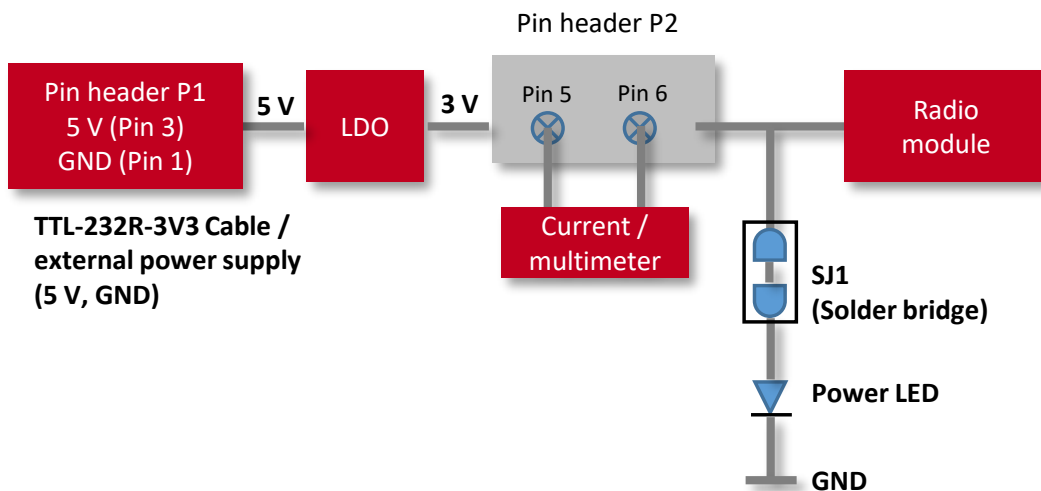 Pin header P2
Pin header P1
5 V (Pin 3)
GND (Pin 1)
5 V
LDO
3 V
Pin 5
Pin 6
Radio
module
TTL-232R-3V3 Cable /
external power supply
(5 V, GND)
Current /
multimeter
SJ1
(Solder bridge)
Power LED
GND